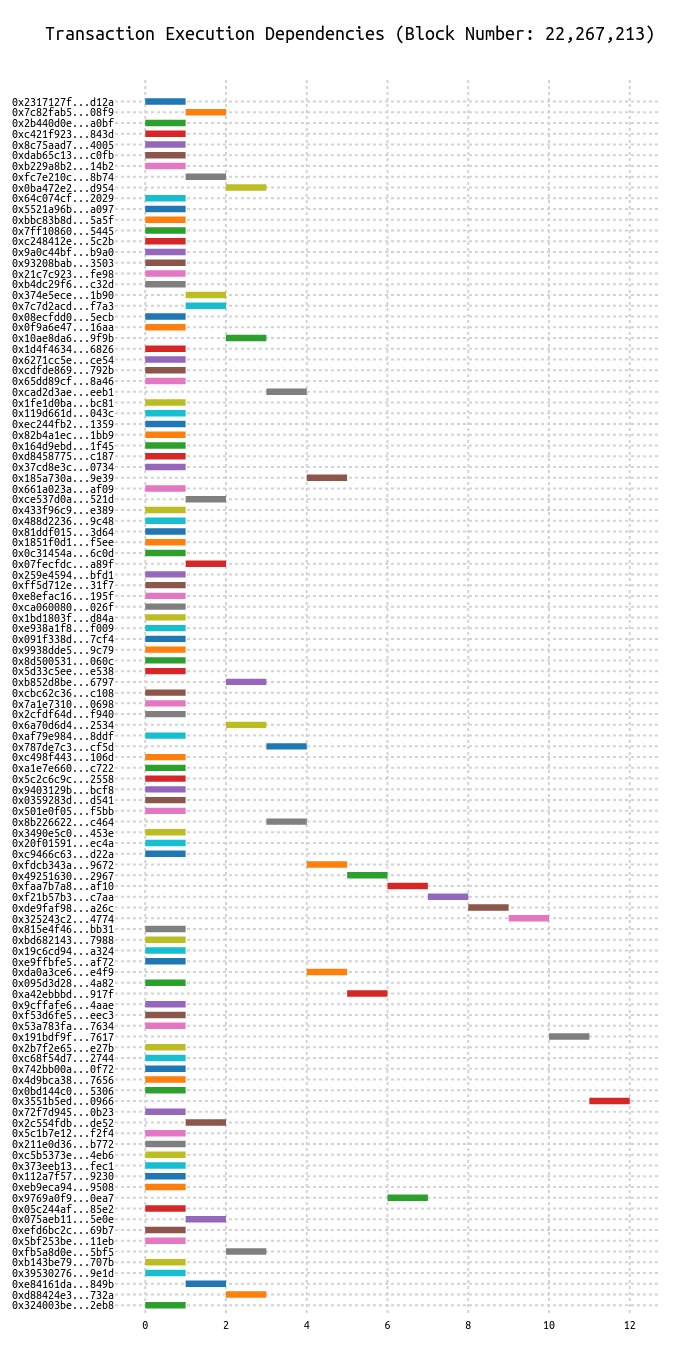 Transaction Execution Dependencies (Block Number: 22,267,213)
0x2317127f...d12a
0x7c82fab5...08f9
0x2b440d0e...a0bf
0xc421f923...843d
0x8c75aad7...4005
0xdab65c13...c0fb
0xb229a8b2...14b2
0xfc7e210c...8b74
0x0ba472e2...d954
0x64c074cf...2029
0x5521a96b...a097
0xbbc83b8d...5a5f
0x7ff10860...5445
0xc248412e...5c2b
0x9a0c44bf...b9a0
0x93208bab...3503
0x21c7c923...fe98
0xb4dc29f6...c32d
0x374e5ece...1b90
0x7c7d2acd...f7a3
0x08ecfdd0...5ecb
0x0f9a6e47...16aa
0x10ae8da6...9f9b
0x1d4f4634...6826
0x6271cc5e...ce54
0xcdfde869...792b
0x65dd89cf...8a46
0xcad2d3ae...eeb1
0x1fe1d0ba...bc81
0x119d661d...043c
0xec244fb2...1359
0x82b4a1ec...1bb9
0x164d9ebd...1f45
0xd8458775...c187
0x37cd8e3c...0734
0x185a730a...9e39
0x661a023a...af09
0xce537d0a...521d
0x433f96c9...e389
0x488d2236...9c48
0x81ddf015...3d64
0x1851f0d1...f5ee
0x0c31454a...6c0d
0x07fecfdc...a89f
0x259e4594...bfd1
0xff5d712e...31f7
0xe8efac16...195f
0xca060080...026f
0x1bd1803f...d84a
0xe938a1f8...f009
0x091f338d...7cf4
0x9938dde5...9c79
0x8d500531...060c
0x5d33c5ee...e538
0xb852d8be...6797
0xcbc62c36...c108
0x7a1e7310...0698
0x2cfdf64d...f940
0x6a70d6d4...2534
0xaf79e984...8ddf
0x787de7c3...cf5d
0xc498f443...106d
0xa1e7e660...c722
0x5c2c6c9c...2558
0x9403129b...bcf8
0x0359283d...d541
0x501e0f05...f5bb
0x8b226622...c464
0x3490e5c0...453e
0x20f01591...ec4a
0xc9466c63...d22a
0xfdcb343a...9672
0x49251630...2967
0xfaa7b7a8...af10
0xf21b57b3...c7aa
0xde9faf98...a26c
0x325243c2...4774
0x815e4f46...bb31
0xbd682143...7988
0x19c6cd94...a324
0xe9ffbfe5...af72
0xda0a3ce6...e4f9
0x095d3d28...4a82
0xa42ebbbd...917f
0x9cffafe6...4aae
0xf53d6fe5...eec3
0x53a783fa...7634
0x191bdf9f...7617
0x2b7f2e65...e27b
0xc68f54d7...2744
0x742bb00a...0f72
0x4d9bca38...7656
0x0bd144c0...5306
0x3551b5ed...0966
0x72f7d945...0b23
0x2c554fdb...de52
0x5c1b7e12...f2f4
0x211e0d36...b772
0xc5b5373e...4eb6
0x373eeb13...fec1
0x112a7f57...9230
0xeb9eca94...9508
0x9769a0f9...0ea7
0x05c244af...85e2
0x075aeb11...5e0e
0xefd6bc2c...69b7
0x5bf253be...11eb
0xfb5a8d0e...5bf5
0xb143be79...707b
0x39530276...9e1d
0xe84161da...849b
0xd88424e3...732a
0x324003be...2eb8
0 2 4 6 8 10 12